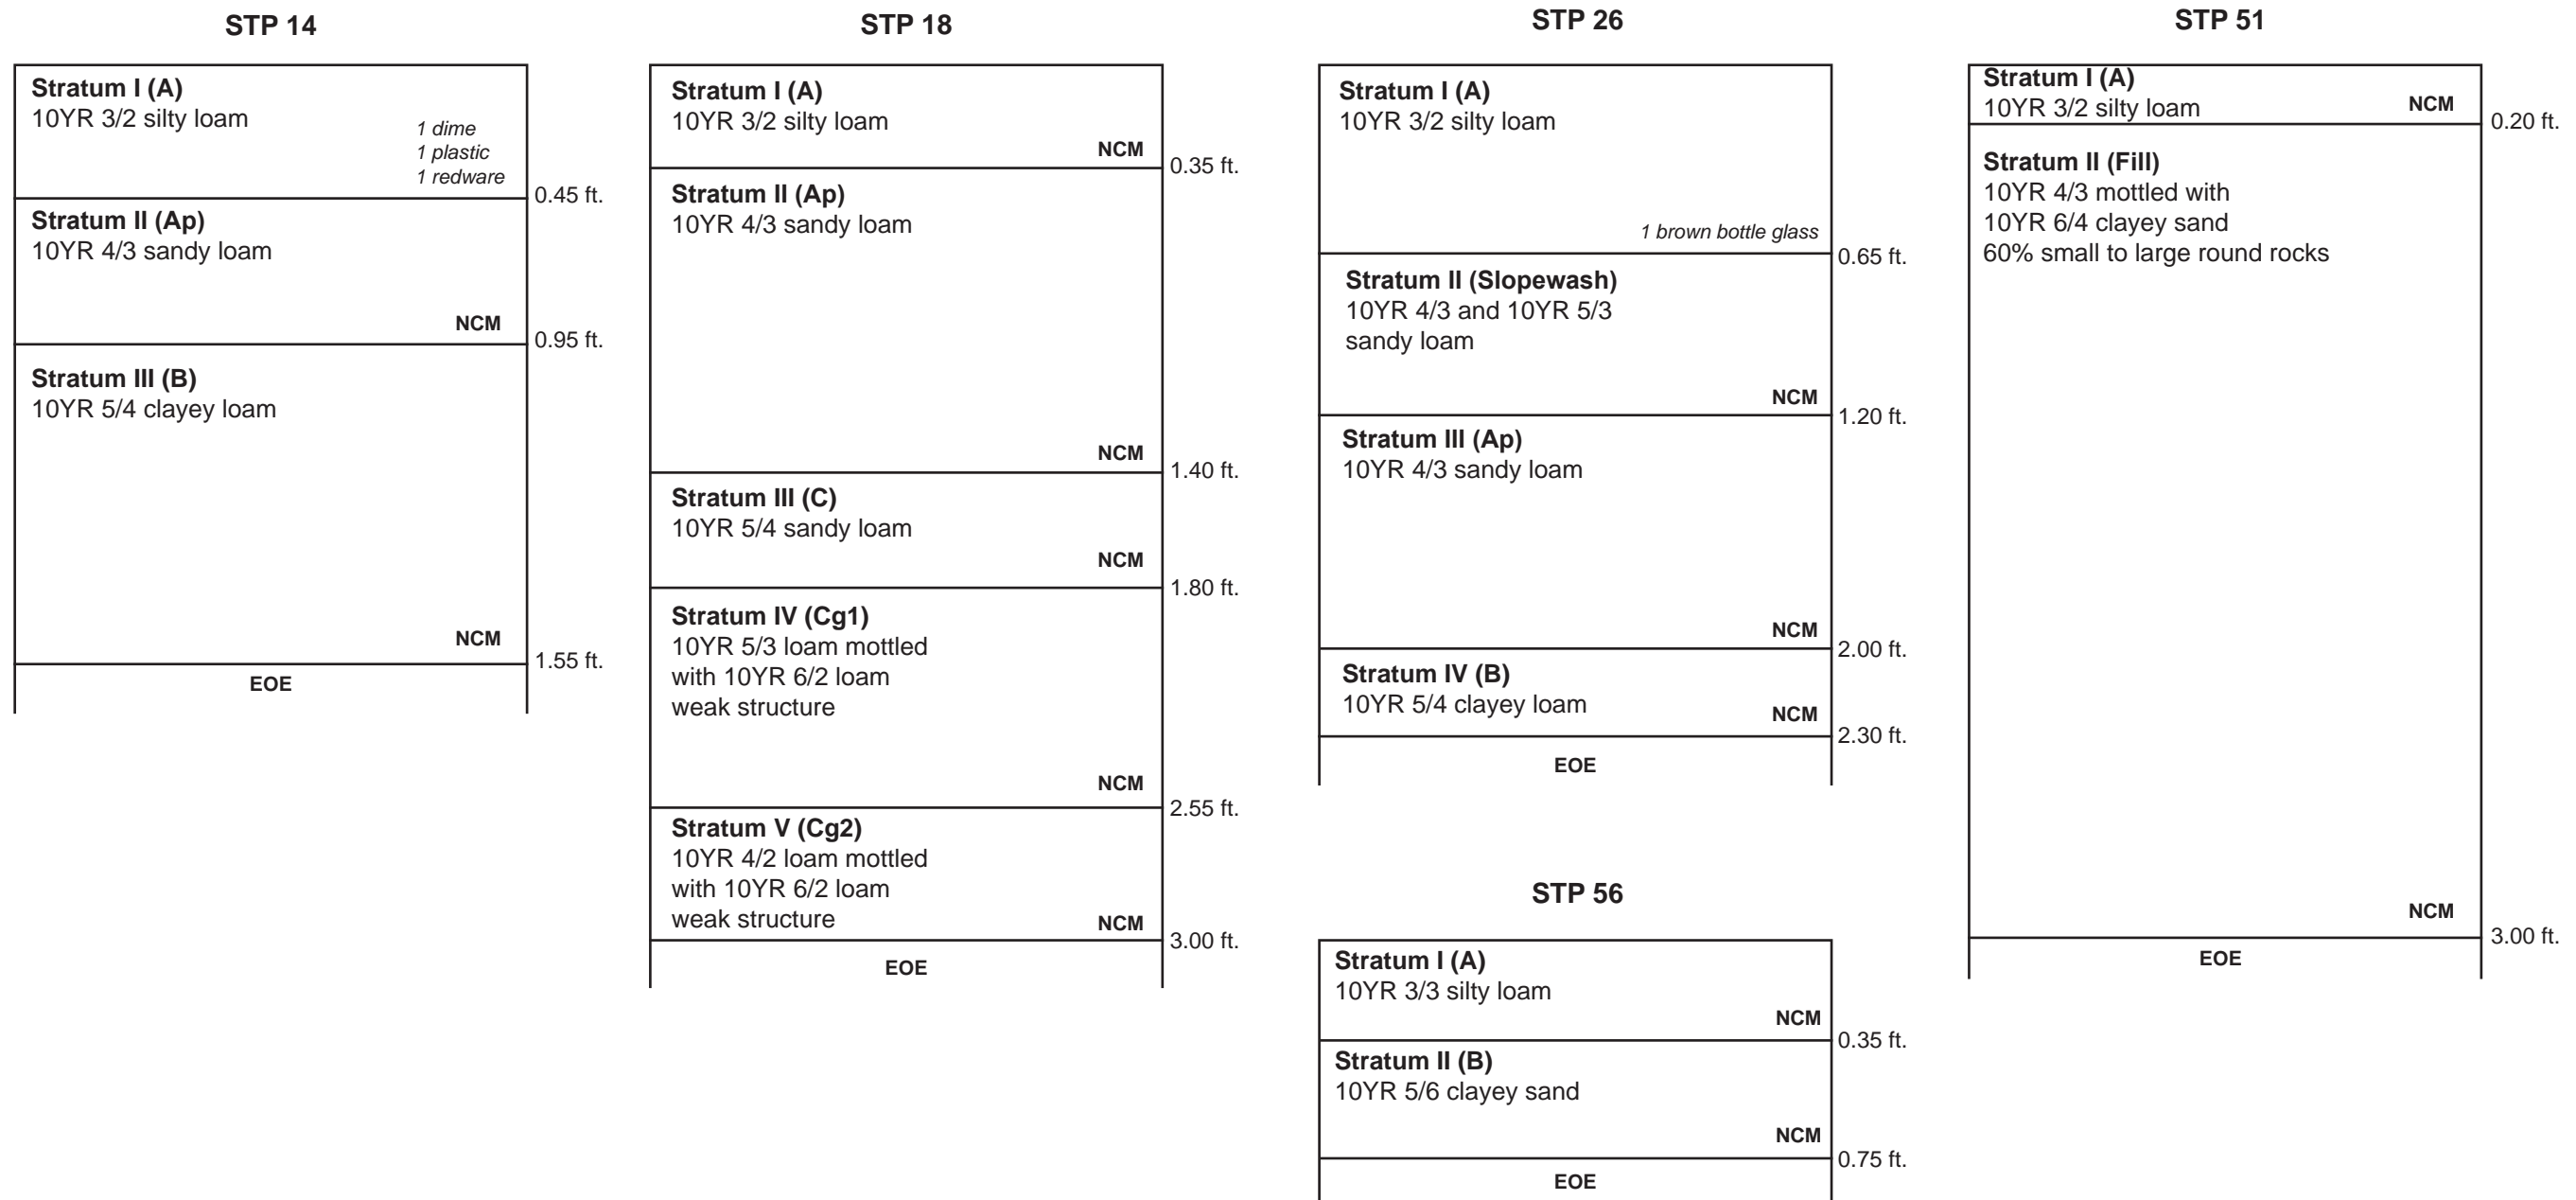 STP 14
Stratum I (A)
10YR 3/2 silty loam
1 dime
1 plastic
1 redware
0.45 ft.
Stratum II (Ap)
10YR 4/3 sandy loam
NCM
0.95 ft.
Stratum III (B)
10YR 5/4 clayey loam
NCM
1.55 ft.
EOE
STP 18
Stratum I (A)
10YR 3/2 silty loam
NCM
0.35 ft.
Stratum II (Ap)
10YR 4/3 sandy loam
NCM
1.40 ft.
Stratum III (C)
10YR 5/4 sandy loam
NCM
1.80 ft.
Stratum IV (Cg1)
10YR 5/3 loam mottled
with 10YR 6/2 loam
weak structure
NCM
2.55 ft.
Stratum V (Cg2)
10YR 4/2 loam mottled
with 10YR 6/2 loam
weak structure
NCM
3.00 ft.
EOE
STP 26
Stratum I (A)
10YR 3/2 silty loam
1 brown bottle glass
0.65 ft.
Stratum II (Slopewash)
10YR 4/3 and 10YR 5/3
sandy loam
NCM
1.20 ft.
Stratum III (Ap)
10YR 4/3 sandy loam
NCM
2.00 ft.
Stratum IV (B)
10YR 5/4 clayey loam
NCM
2.30 ft.
EOE
STP 56
Stratum I (A)
10YR 3/3 silty loam
NCM
0.35 ft.
Stratum II (B)
10YR 5/6 clayey sand
NCM
0.75 ft.
EOE
STP 51
Stratum I (A)
10YR 3/2 silty loam
NCM
0.20 ft.
Stratum II (Fill)
10YR 4/3 mottled with
10YR 6/4 clayey sand
60% small to large round rocks
NCM
3.00 ft.
EOE